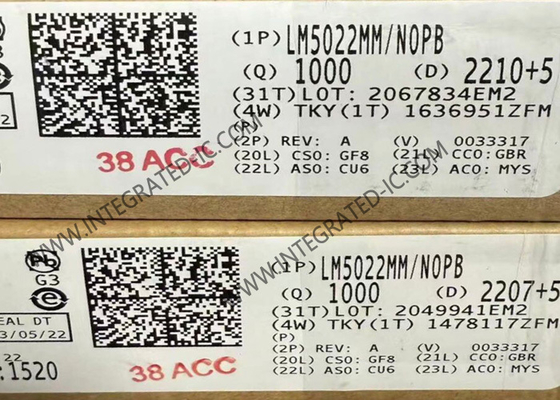 (1P) LM5022MM/NOPB
(Q) 1000 (D) 2210+5
(31T) LOT: 2067834EM2
(4W) TKY(1T) 1636951ZFM
(P)
(2P) REV: A (V) 0033317
(20L) CSO: GF8 (21L) CCO:GBR
(22L) ASO: CU6 (23L) ACO: MYS
38 ACC
22
WWW.INTEGRATED-IC.COM
(1P) LM5022MM/NOPB
G3
(Q) 1000 (D) 2207+5
e
(31T) LOT: 2049941EM2
EAL DT
(4W) TKY(1T) 1478117ZFM
3/05/22
(P)
(2P) REV: A (V) 0033317
22
(20L) CSO: GF8 (21L) CCO:GBR
:1520
(22L) ASO: CU6 (23L) ACO: MYS
38 ACC
WWW.INTEGRATED-IC.COM